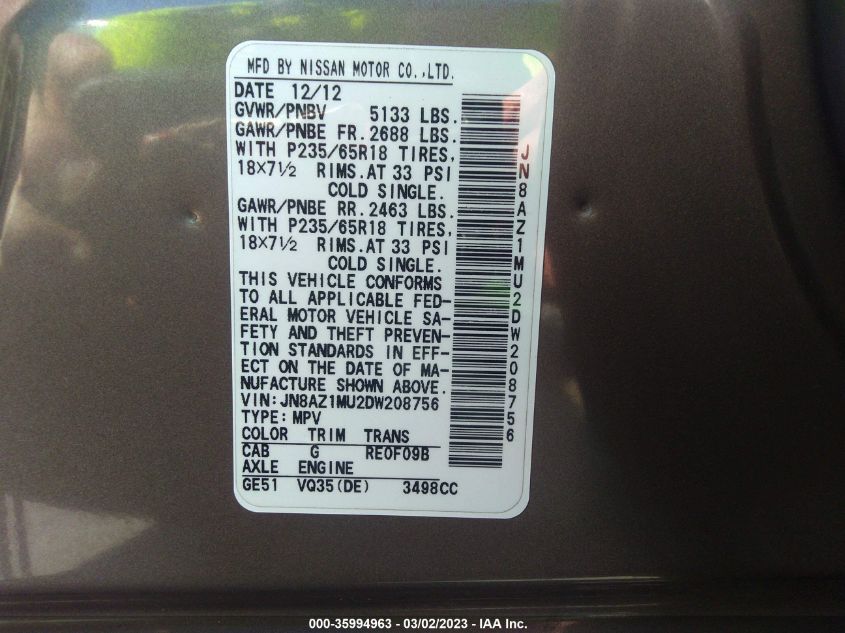 MFD BY NISSAN MOTOR CO.,LTD.
DATE 12/12
GVWR/PNBV 5133 LBS.
GAWR/PNBE FR. 2688 LBS.
WITH P235/65R18 TIRES,
18×7½ RIMS. AT 33 PSI
COLD SINGLE.
GAWR/PNBE RR. 2463 LBS.
WITH P235/65R18 TIRES,
18×7½ RIMS. AT 33 PSI
COLD SINGLE.
THIS VEHICLE CONFORMS
TO ALL APPLICABLE FED-
ERAL MOTOR VEHICLE SA-
FETY AND THEFT PREVEN-
TION STANDARDS IN EFF-
ECT ON THE DATE OF MA-
NUFACTURE SHOWN ABOVE.
VIN:JN8AZ1MU2DW208756
TYPE:MPV
COLOR TRIM TRANS
CAB G RE0F09B
AXLE ENGINE
GE51 VQ35(DE) 3498CC
JN8AZ1MU2DW208756
000-35994963 - 03/02/2023 - IAA Inc.